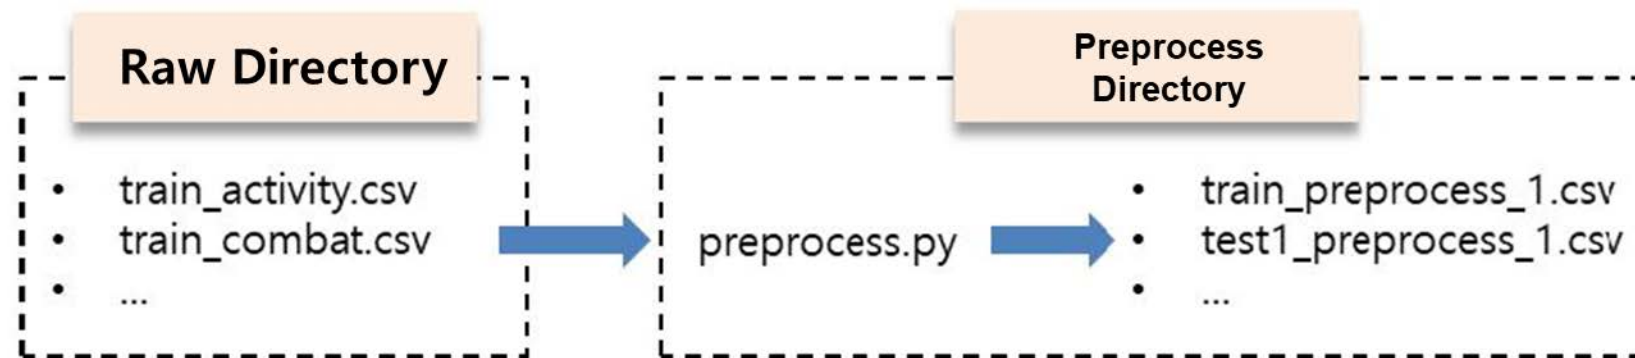 Raw Directory
• train_activity.csv
• train_combat.csv
• ...
Preprocess
Directory
preprocess.py
• train_preprocess_1.csv
• test1_preprocess_1.csv
• ...